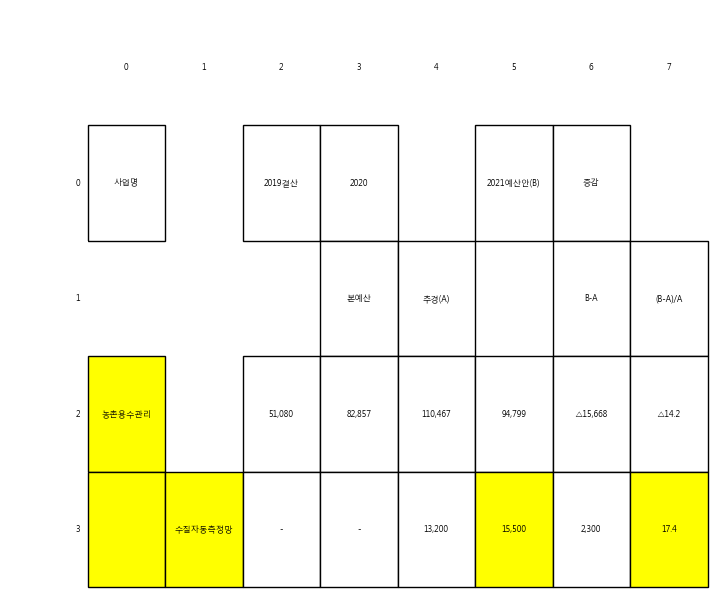 0 1 2 3 4 5 6 7
0 사업명 2019결산 2020 2021예산안(B) 증감
1 본예산 추경(A) B-A (B-A)/A
2 농촌용수관리 51,080 82,857 110,467 94,799 △15,668 △14.2
3 수질자동측정망 - - 13,200 15,500 2,300 17.4